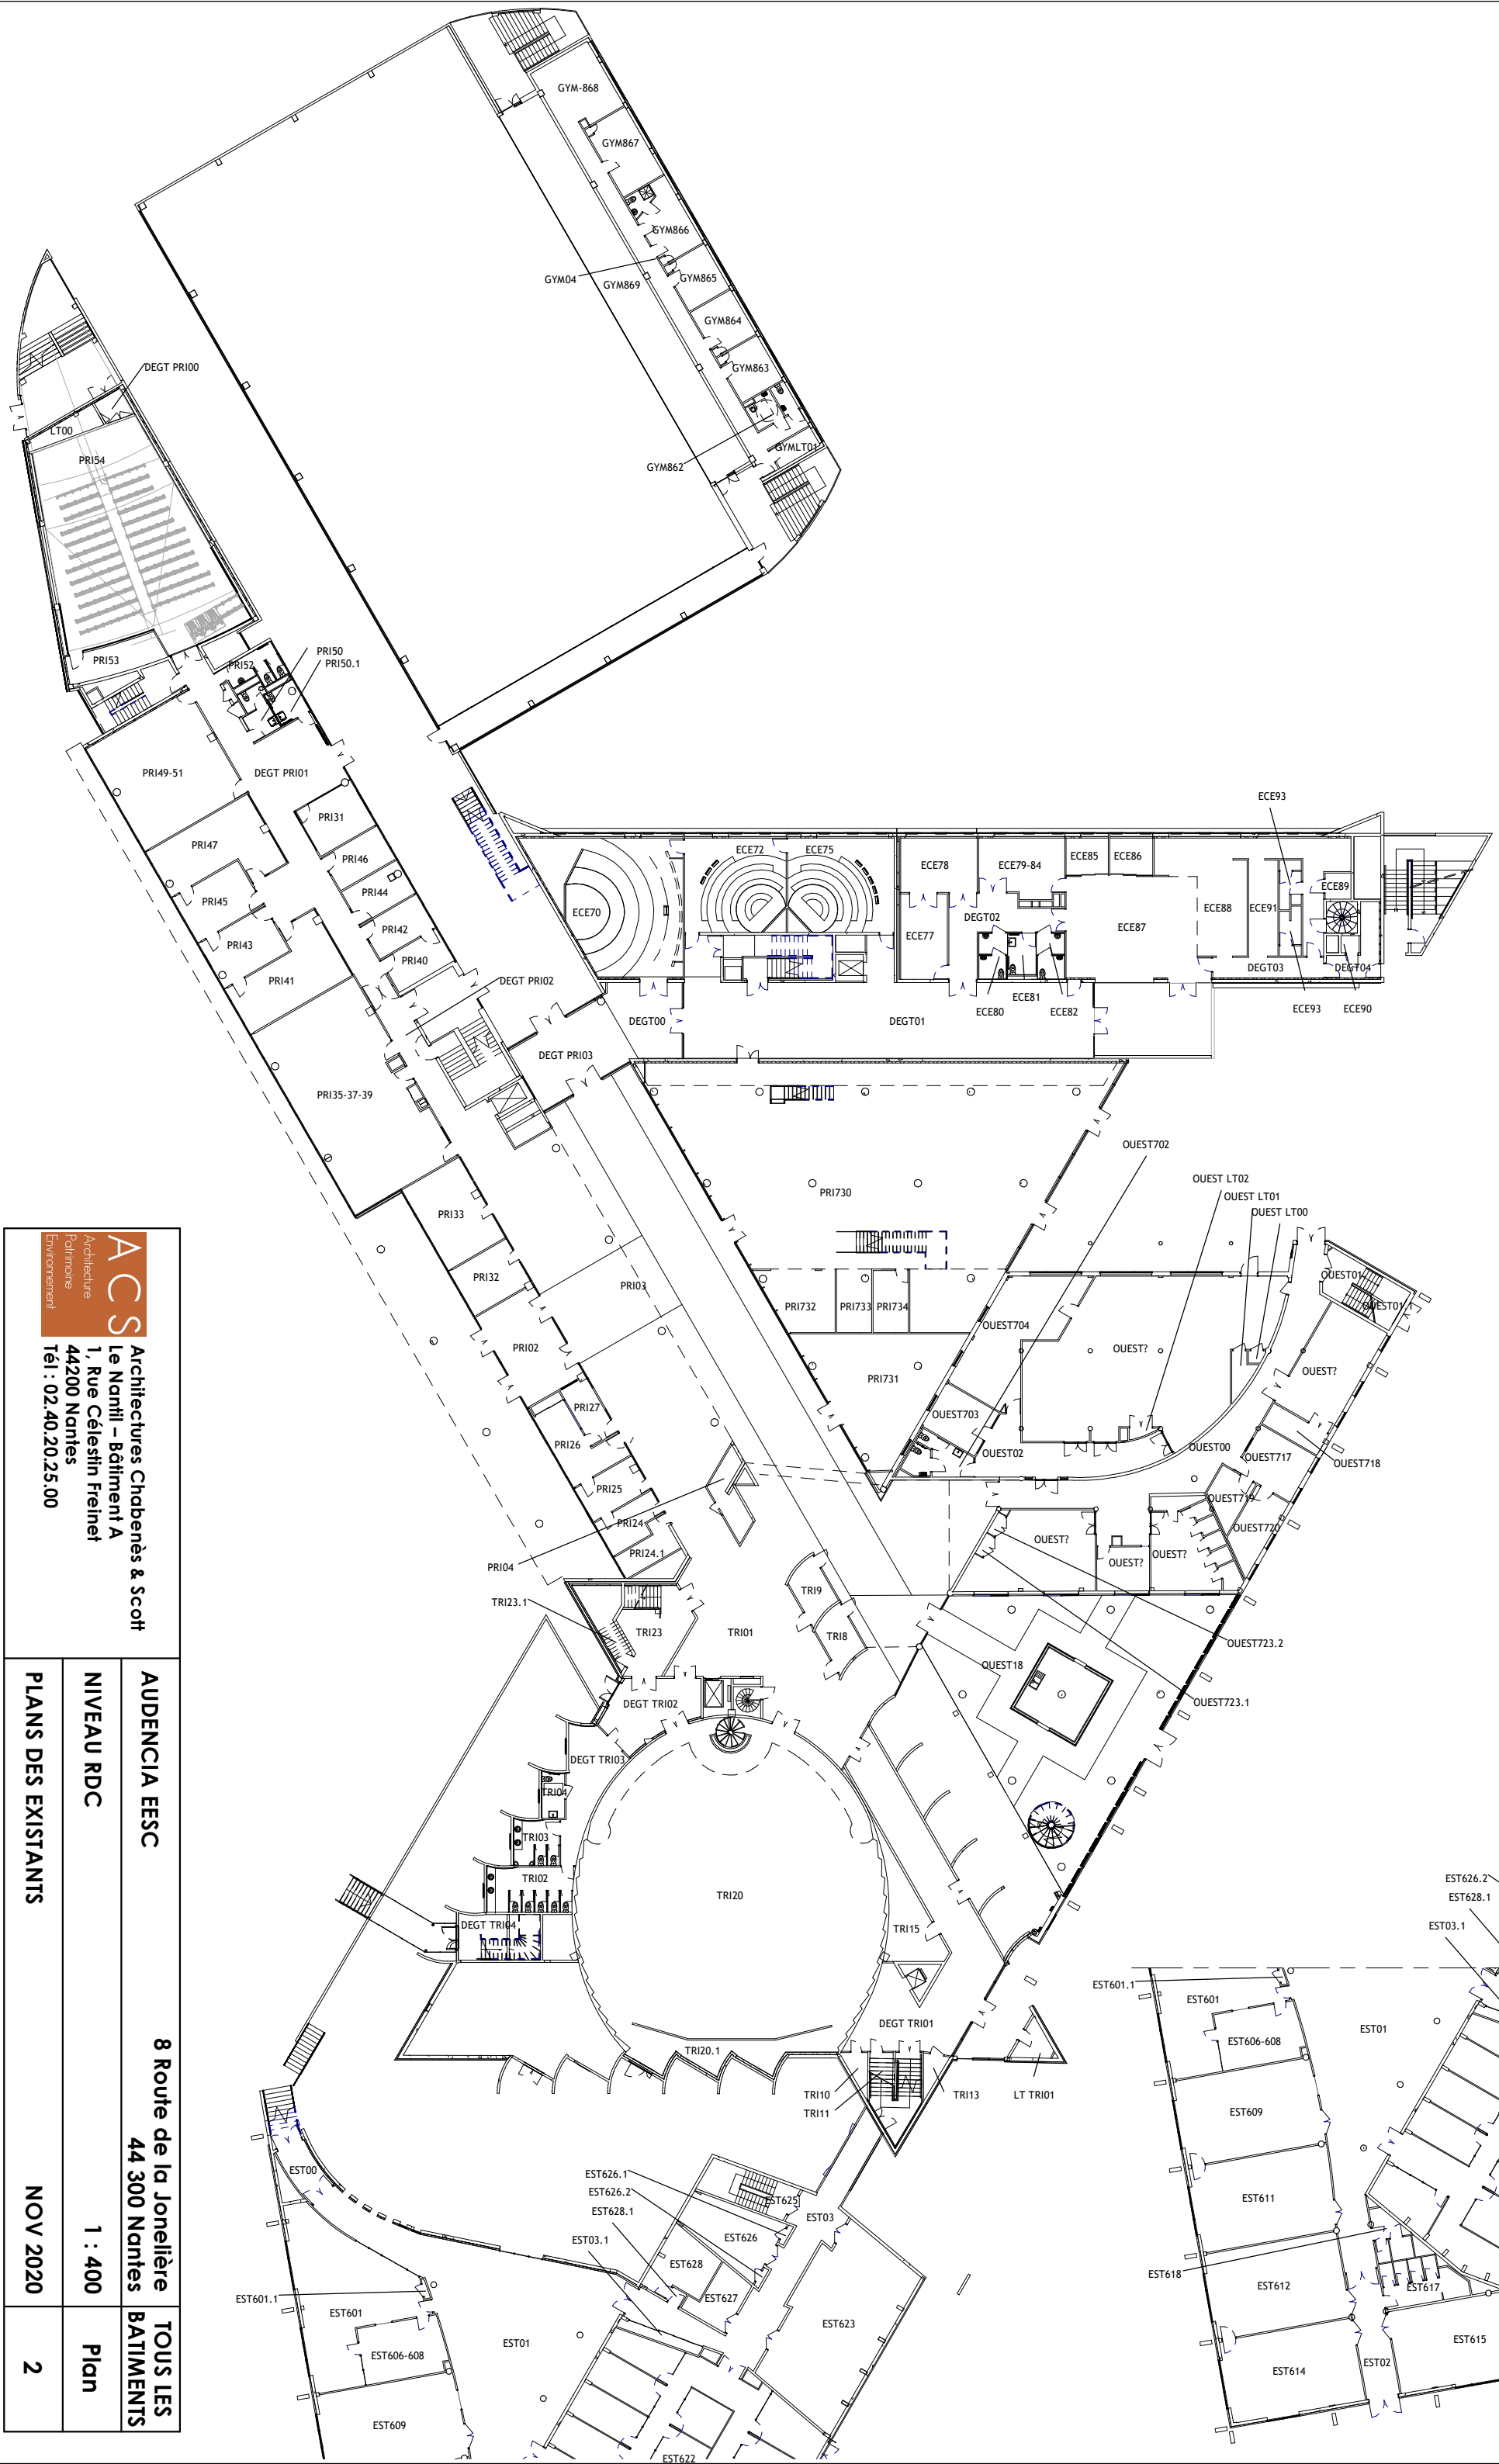 GYM-868
GYM867
GYM866
GYM04
GYM869
GYM865
GYM864
GYM863
GYM862
GYMLT01
DEGT PRI00
LT00
PRI54
PRI53
PRI52
PRI50
PRI50.1
PRI49-51
DEGT PRI01
PRI31
PRI47
PRI46
PRI44
PRI45
PRI42
PRI43
PRI40
PRI41
DEGT PRI02
DEGT PRI03
PRI35-37-39
PRI33
PRI32
PRI03
PRI02
PRI27
PRI26
PRI25
PRI24
PRI24.1
PRI04
ECE93
ECE72
ECE75
ECE78
ECE79-84
ECE85
ECE86
ECE89
ECE70
DEGT02
ECE77
ECE87
ECE88
ECE91
DEGT03
DEGT04
ECE81
ECE80
ECE82
ECE93
ECE90
DEGT00
DEGT01
PRI730
PRI732
PRI733
PRI734
PRI731
OUEST702
OUEST LT02
OUEST LT01
OUEST LT00
OUEST01
OUEST01.1
OUEST704
OUEST?
OUEST?
OUEST703
OUEST02
OUEST00
OUEST717
OUEST718
OUEST719
OUEST720
OUEST?
OUEST?
OUEST?
OUEST723.2
OUEST723.1
OUEST18
TRI9
TRI8
TRI01
TRI23.1
TRI23
DEGT TRI02
DEGT TRI03
TRI04
TRI03
TRI02
DEGT TRI04
TRI20
TRI15
DEGT TRI01
TRI20.1
TRI10
TRI11
TRI13
LT TRI01
EST00
EST626.1
EST626.2
EST628.1
EST03.1
EST625
EST03
EST626
EST628
EST627
EST623
EST601.1
EST601
EST606-608
EST01
EST609
EST622
EST626.2
EST628.1
EST03.1
EST601.1
EST601
EST01
EST606-608
EST609
EST611
EST618
EST612
EST617
EST615
EST614
EST02
A C S
Architecture
Patrimoine
Environnement
Architectures Chabenès & Scott
Le Nantil – Bâtiment A
1, Rue Célestin Freinet
44200 Nantes
Tél : 02.40.20.25.00
AUDENCIA EESC
8 Route de la Jonelière
44 300 Nantes
TOUS LES
BATIMENTS
NIVEAU RDC
1 : 400
Plan
PLANS DES EXISTANTS
NOV 2020
2